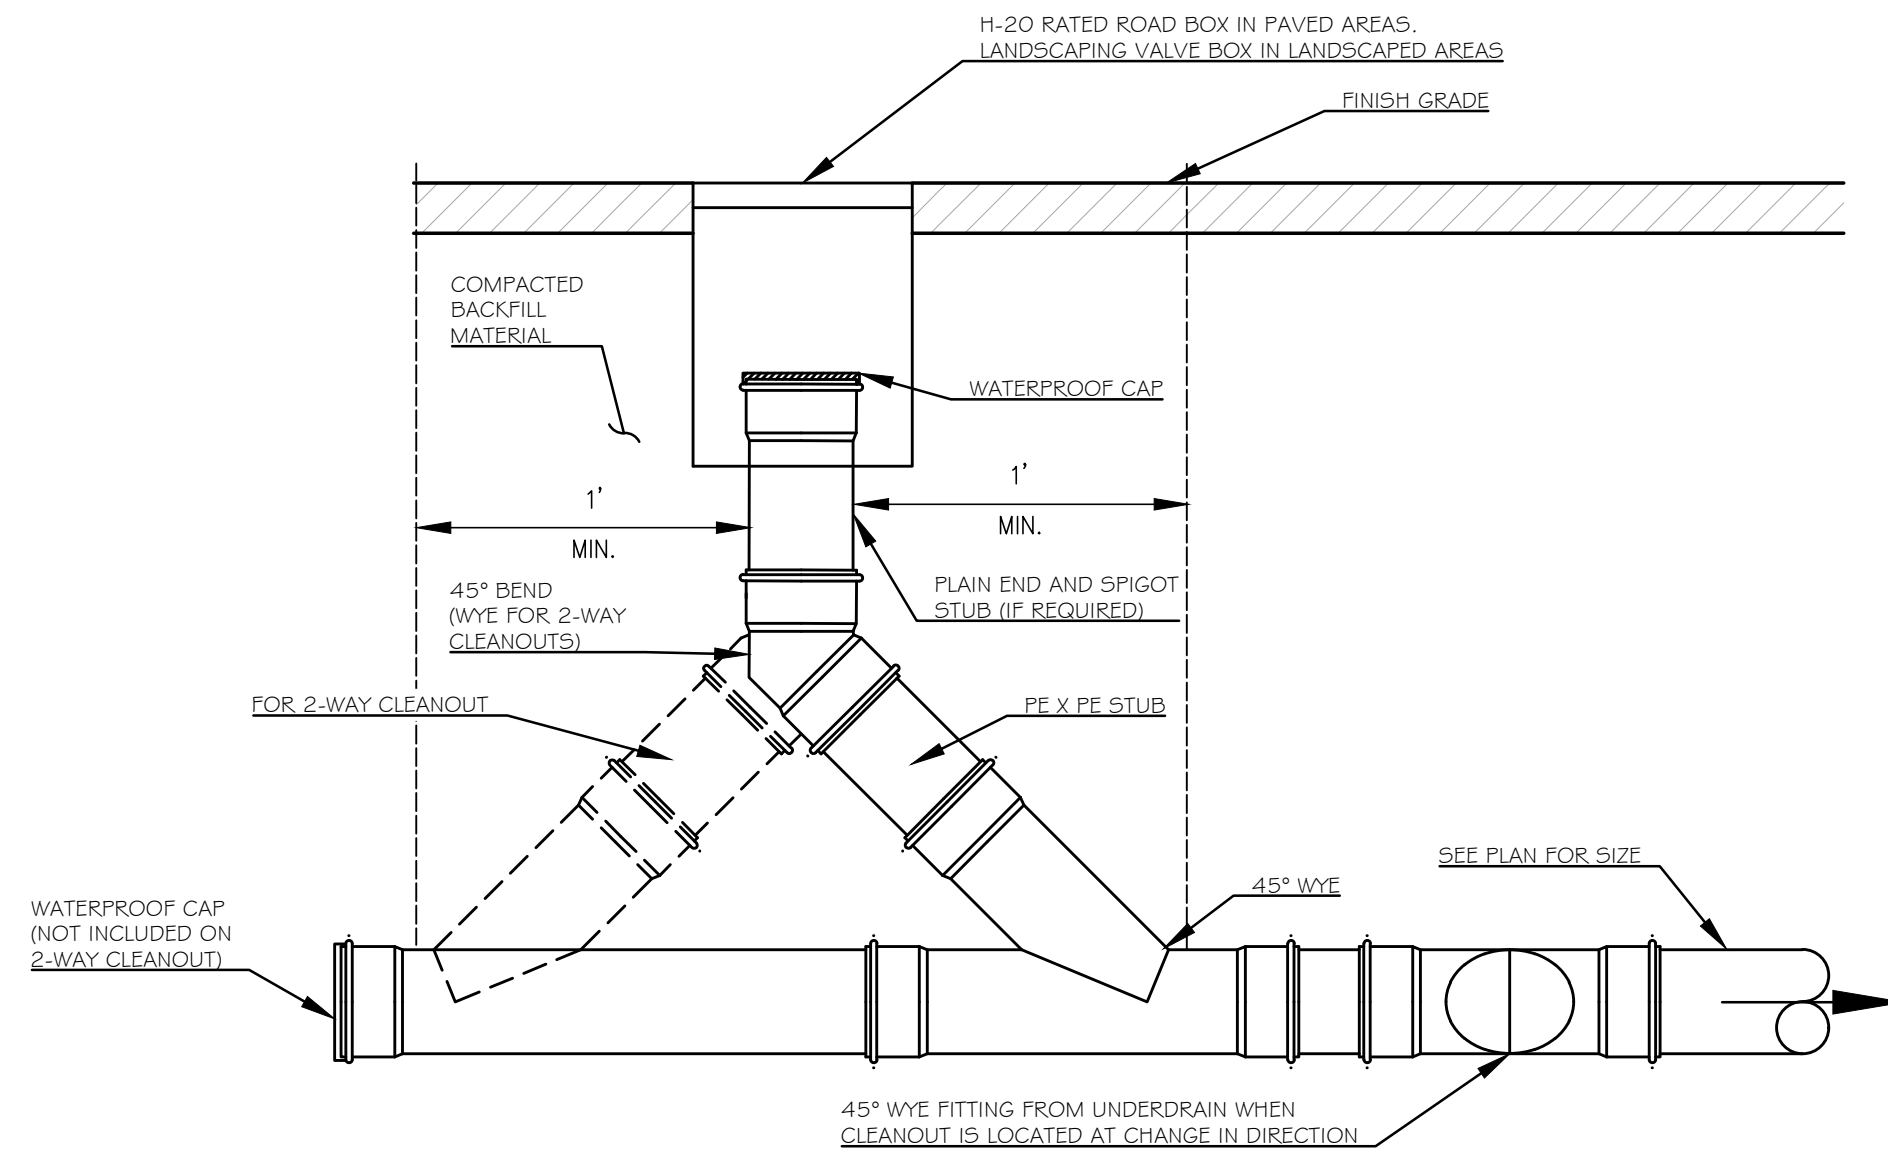 H-20 RATED ROAD BOX IN PAVED AREAS.
LANDSCAPING VALVE BOX IN LANDSCAPED AREAS
FINISH GRADE
COMPACTED
BACKFILL
MATERIAL
WATERPROOF CAP
1'
MIN.
1'
MIN.
45° BEND
(WYE FOR 2-WAY
CLEANOUTS)
PLAIN END AND SPIGOT
STUB (IF REQUIRED)
FOR 2-WAY CLEANOUT
PE X PE STUB
SEE PLAN FOR SIZE
45° WYE
WATERPROOF CAP
(NOT INCLUDED ON
2-WAY CLEANOUT)
45° WYE FITTING FROM UNDERDRAIN WHEN
CLEANOUT IS LOCATED AT CHANGE IN DIRECTION